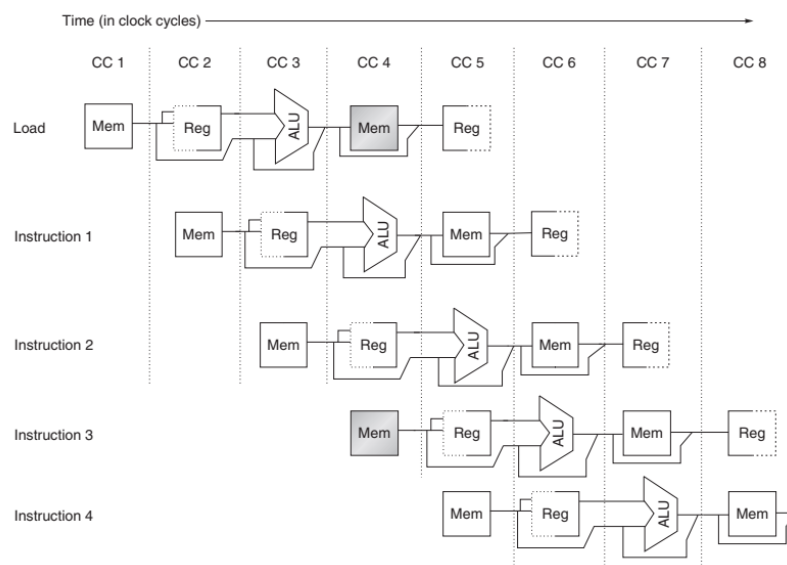 Time (in clock cycles)
CC 1 CC 2 CC 3 CC 4 CC 5 CC 6 CC 7 CC 8
Load Mem Reg ALU Mem Reg
Instruction 1 Mem Reg ALU Mem Reg
Instruction 2 Mem Reg ALU Mem Reg
Instruction 3 Mem Reg ALU Mem Reg
Instruction 4 Mem Reg ALU Mem